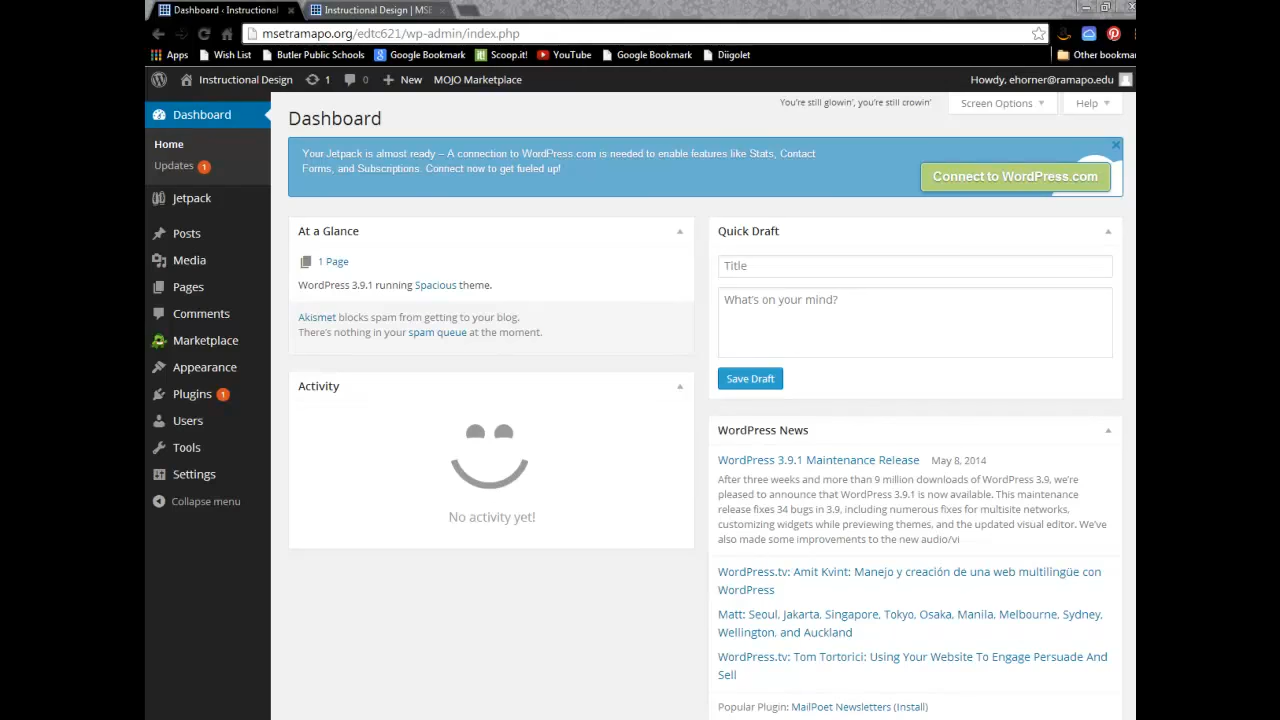 Dashboard ‹ Instructional
Instructional Design | MSE
msetramapo.org/edtc621/wp-admin/index.php
Apps Wish List Butler Public Schools Google Bookmark Scoop.it! YouTube Google Bookmark Diigolet Other bookma
Instructional Design 1 0 New MOJO Marketplace Howdy, ehorner@ramapo.edu
You're still glowin', you're still crowin'
Screen Options
Help
Dashboard
Home
Updates 1
Jetpack
Posts
Media
Pages
Comments
Marketplace
Appearance
Plugins 1
Users
Tools
Settings
Collapse menu
Dashboard
Your Jetpack is almost ready – A connection to WordPress.com is needed to enable features like Stats, Contact
Forms, and Subscriptions. Connect now to get fueled up!
Connect to WordPress.com
At a Glance
1 Page
WordPress 3.9.1 running Spacious theme.
Akismet blocks spam from getting to your blog.
There's nothing in your spam queue at the moment.
Activity
No activity yet!
Quick Draft
Title
What's on your mind?
Save Draft
WordPress News
WordPress 3.9.1 Maintenance Release May 8, 2014
After three weeks and more than 9 million downloads of WordPress 3.9, we're
pleased to announce that WordPress 3.9.1 is now available. This maintenance
release fixes 34 bugs in 3.9, including numerous fixes for multisite networks,
customizing widgets while previewing themes, and the updated visual editor. We've
also made some improvements to the new audio/vi
WordPress.tv: Amit Kvint: Manejo y creación de una web multilingüe con
WordPress
Matt: Seoul, Jakarta, Singapore, Tokyo, Osaka, Manila, Melbourne, Sydney,
Wellington, and Auckland
WordPress.tv: Tom Tortorici: Using Your Website To Engage Persuade And
Sell
Popular Plugin: MailPoet Newsletters (Install)